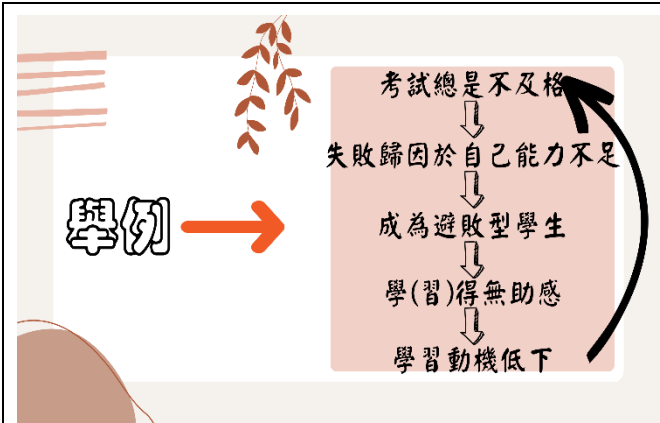 舉例
考試總是不及格
失敗歸因於自己能力不足
成為避敗型學生
學(習)得無助感
學習動機低下